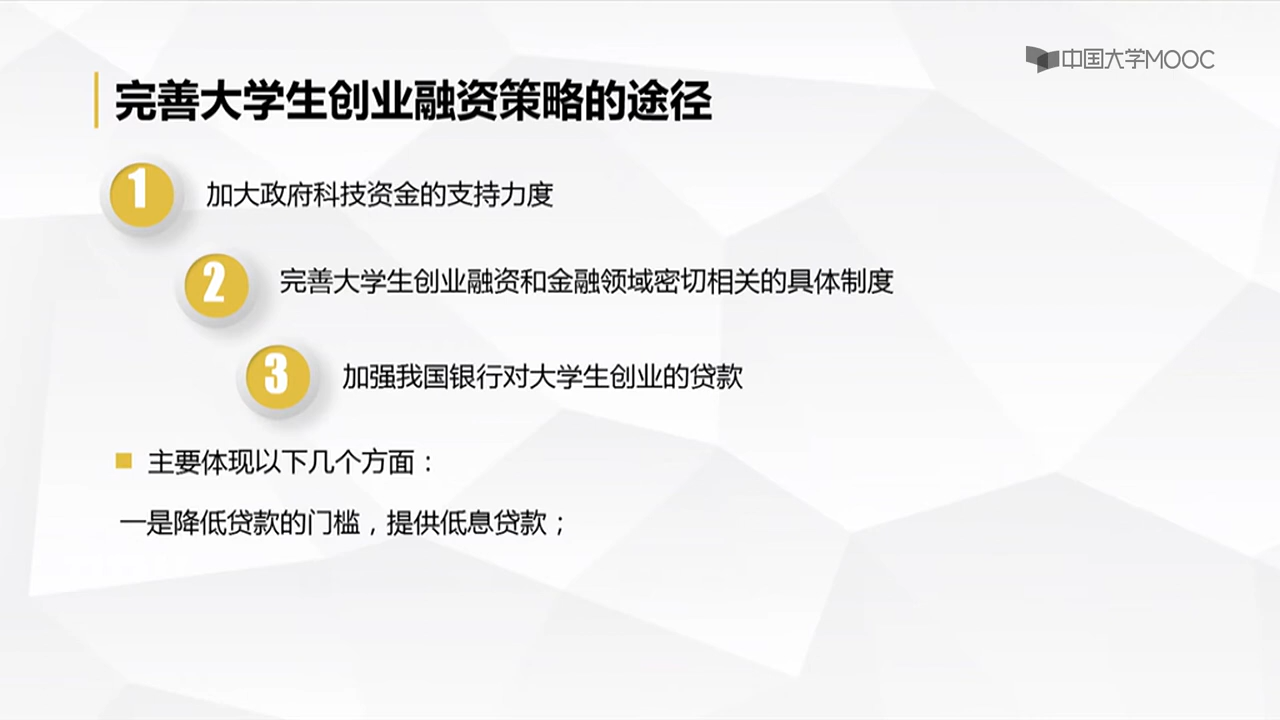 中国大学MOOC
完善大学生创业融资策略的途径
1 加大政府科技资金的支持力度
2 完善大学生创业融资和金融领域密切相关的具体制度
3 加强我国银行对大学生创业的贷款
主要体现以下几个方面：
一是降低贷款的门槛，提供低息贷款；